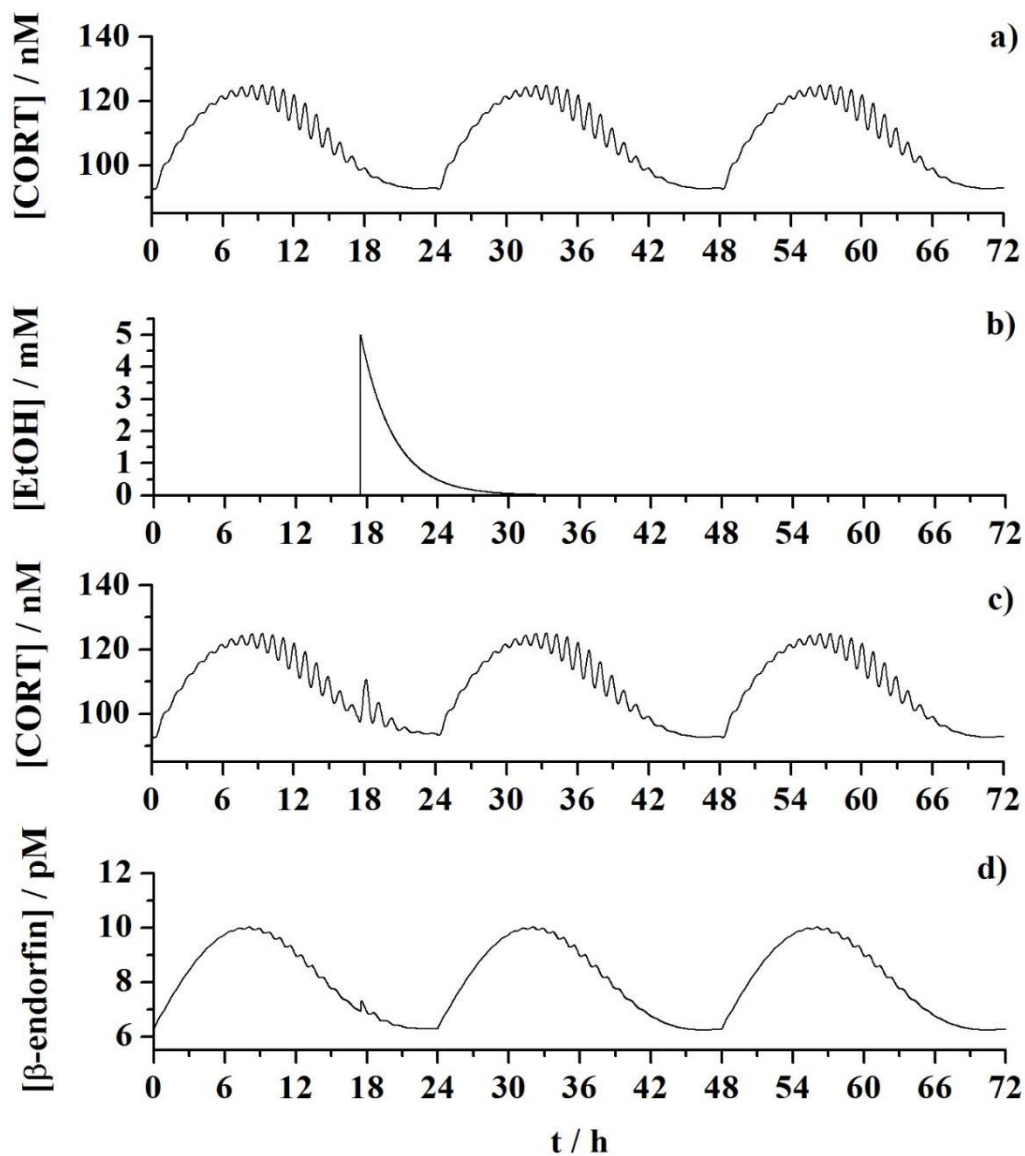 a)
[CORT] / nM
140
120
100
0 6 12 18 24 30 36 42 48 54 60 66 72
b)
[EtOH] / mM
5
4
3
2
1
0
0 6 12 18 24 30 36 42 48 54 60 66 72
c)
[CORT] / nM
140
120
100
0 6 12 18 24 30 36 42 48 54 60 66 72
d)
[β-endorfin] / pM
12
10
8
6
0 6 12 18 24 30 36 42 48 54 60 66 72
t / h